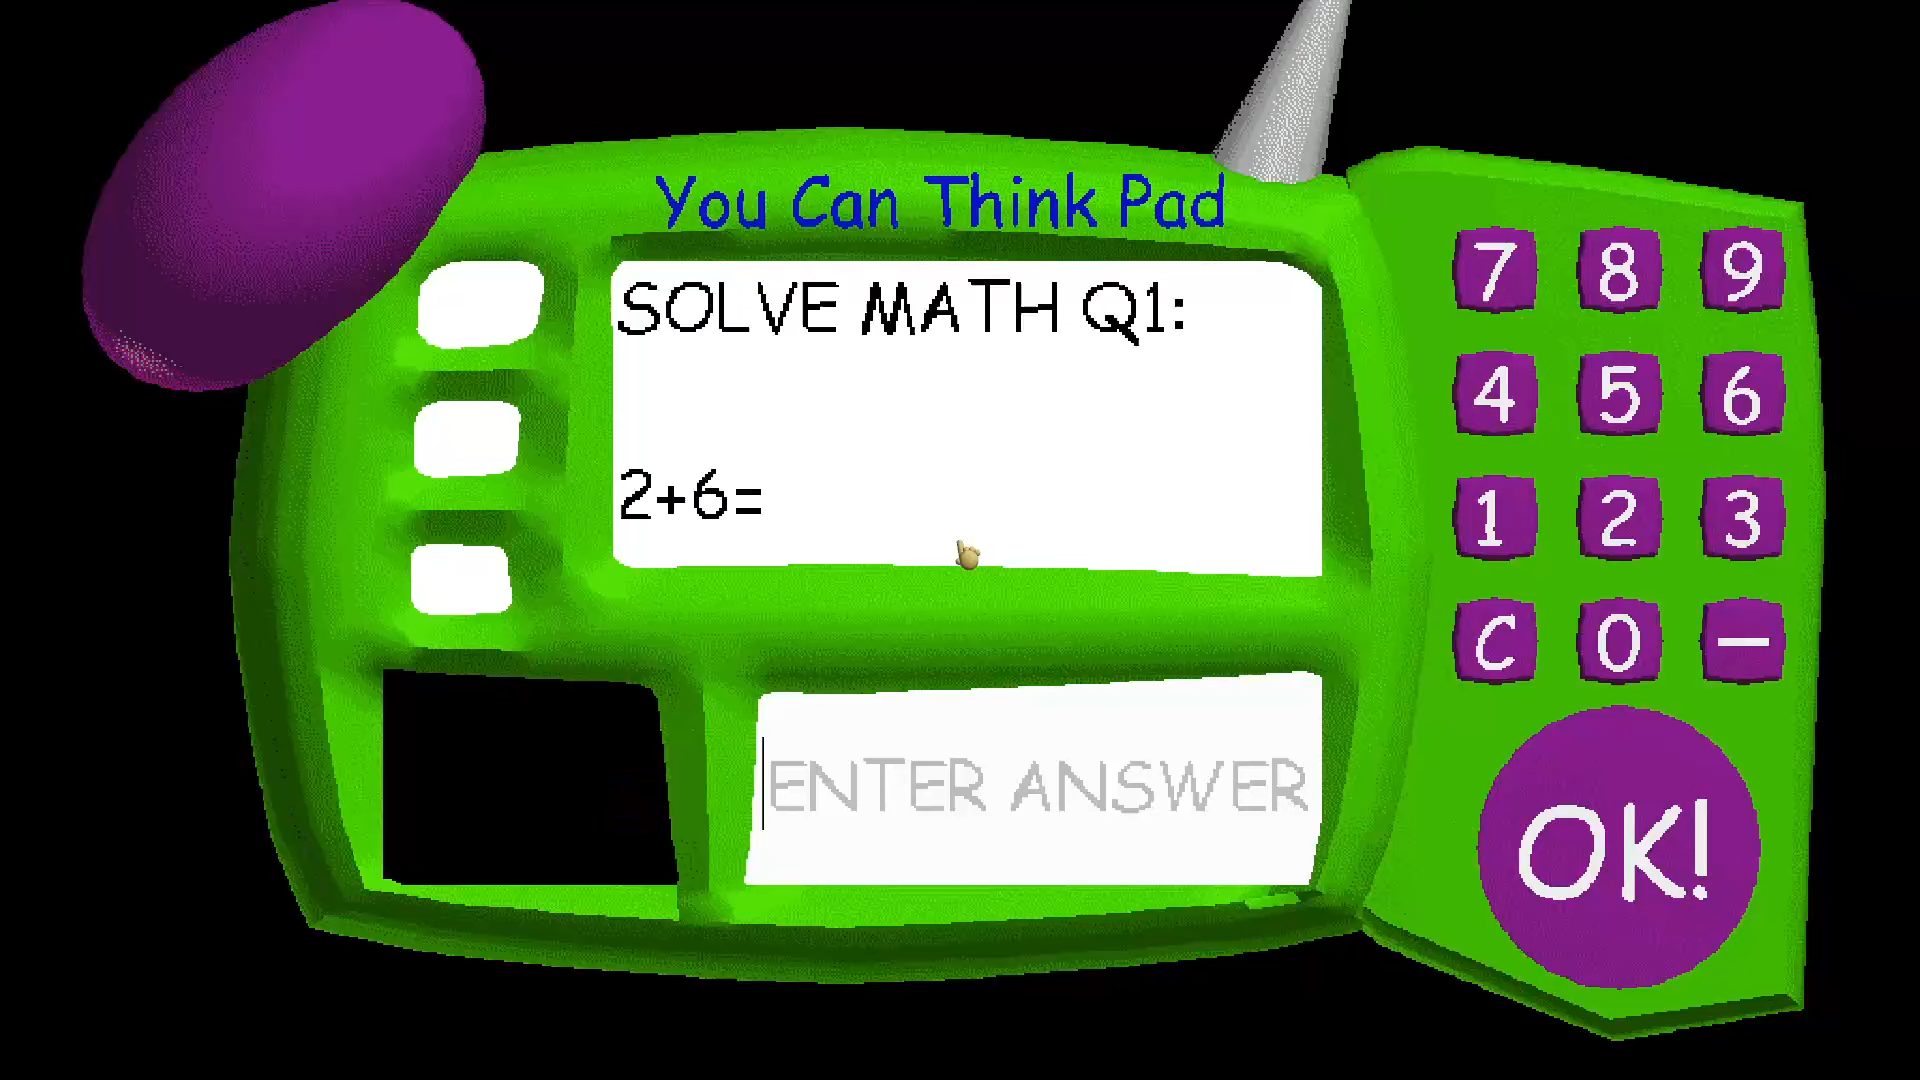 You Can Think Pad
SOLVE MATH Q1:
2+6=
ENTER ANSWER
7 8 9
4 5 6
1 2 3
C 0 −
OK!